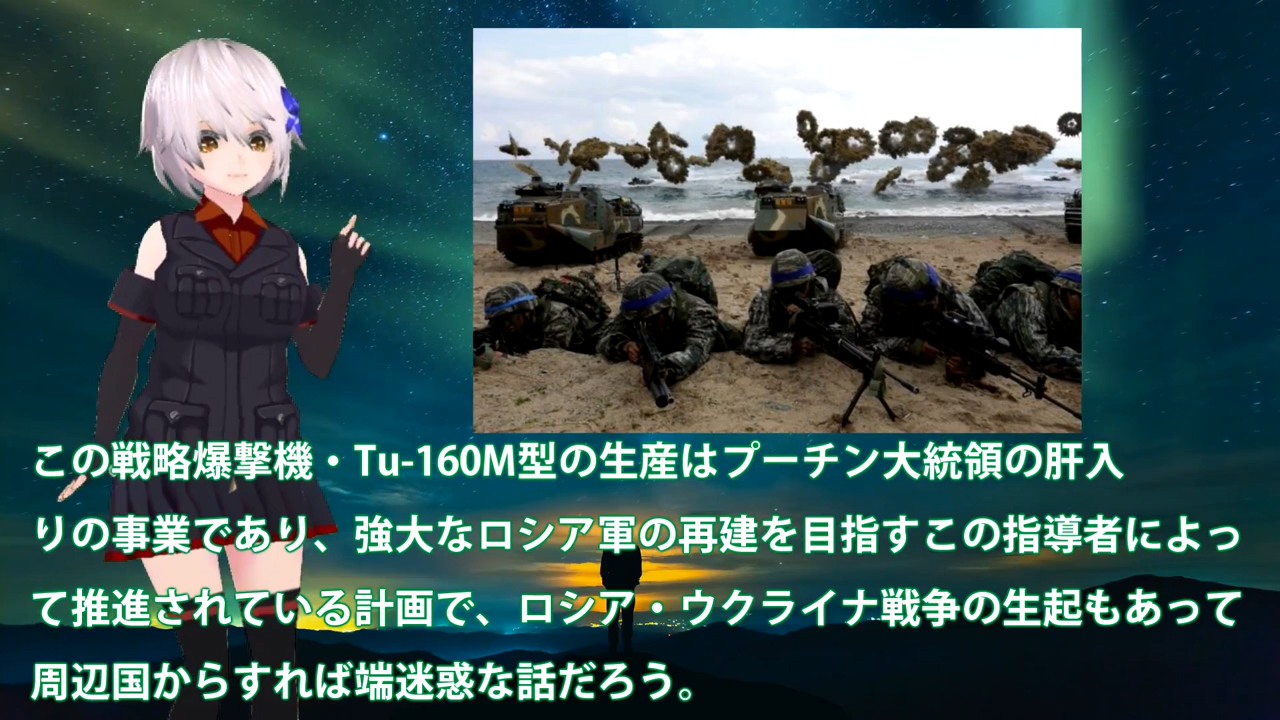 この戦略爆撃機・Tu-160M型の生産はプーチン大統領の肝入
りの事業であり、強大なロシア軍の再建を目指すこの指導者によっ
て推進されている計画で、ロシア・ウクライナ戦争の生起もあって
周辺国からすれば端迷惑な話だろう。